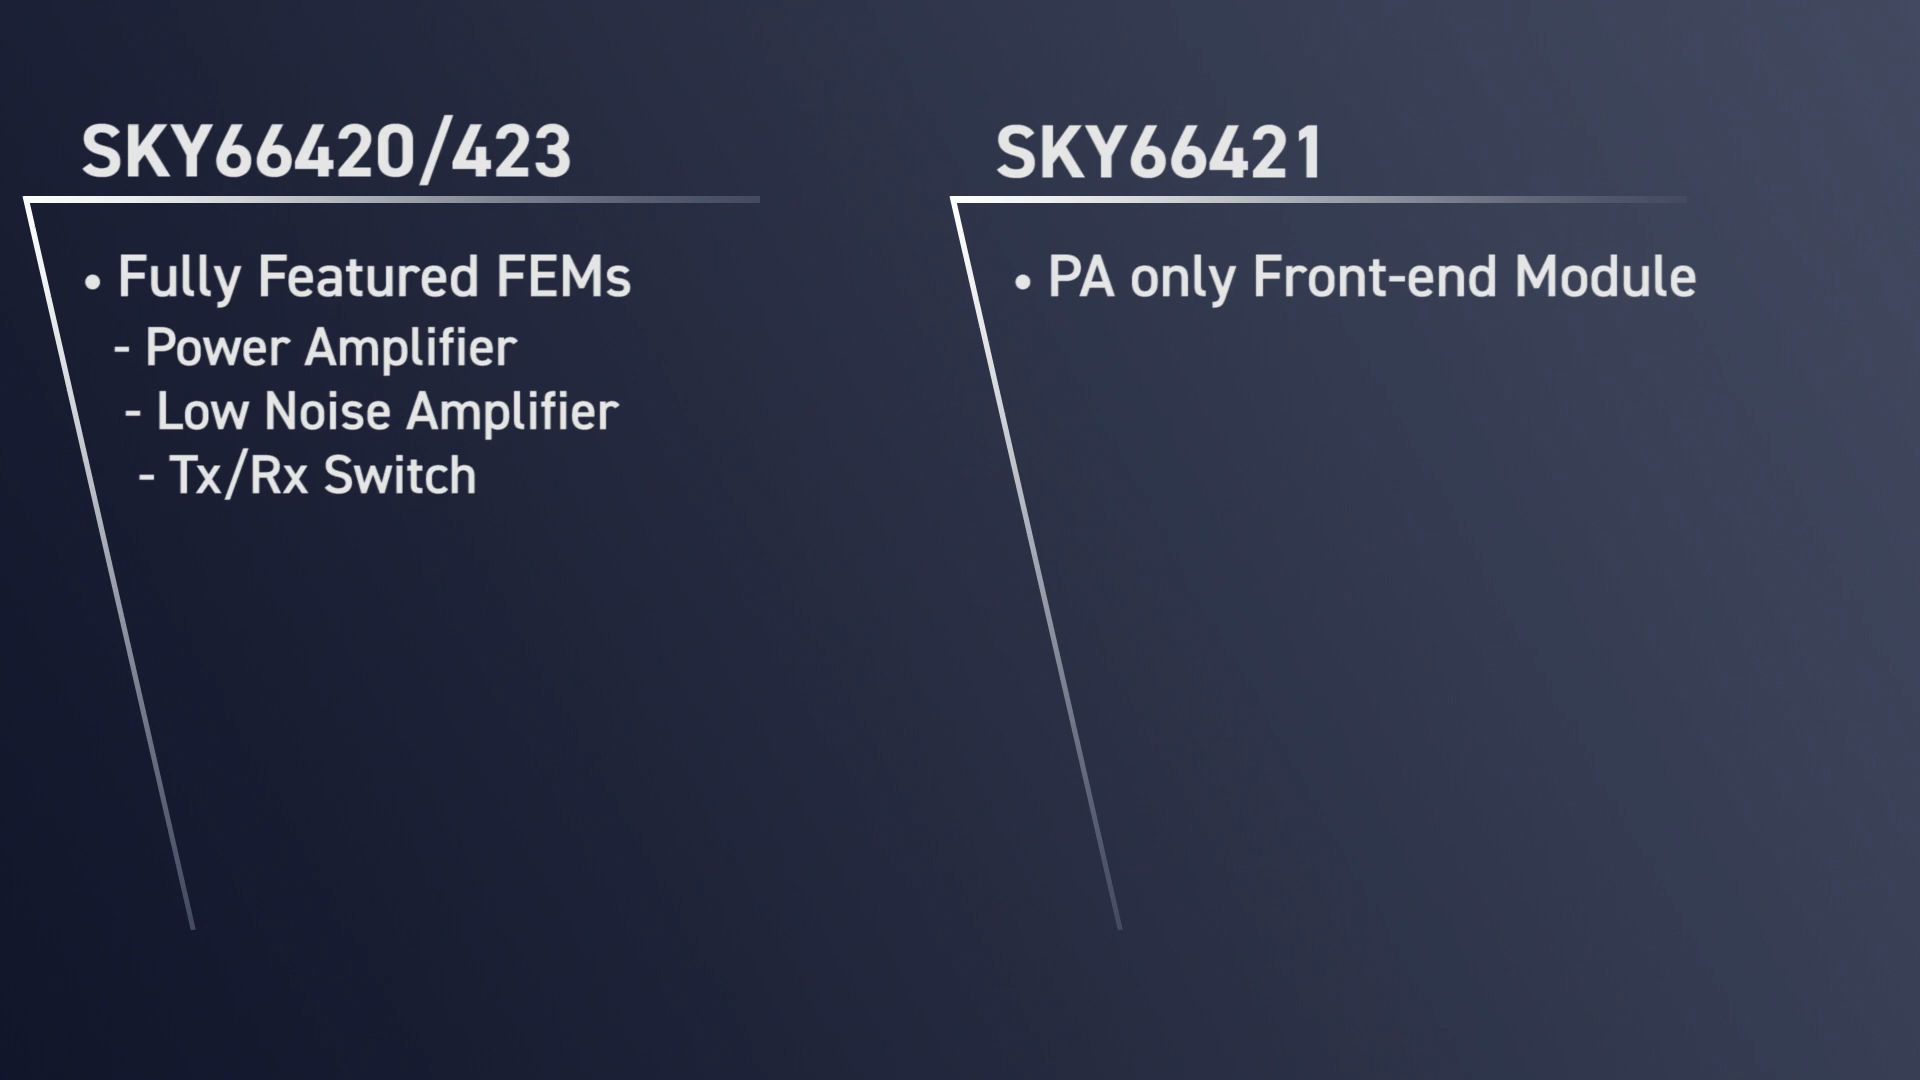 SKY66420/423
• Fully Featured FEMs
- Power Amplifier
- Low Noise Amplifier
- Tx/Rx Switch
SKY66421
• PA only Front-end Module